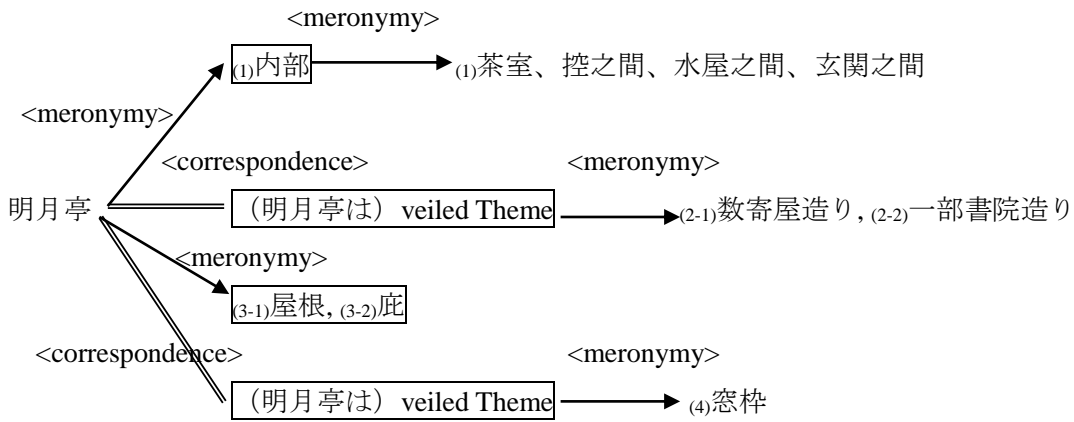 <meronymy>
(1)内部 (1)茶室、控之間、水屋之間、玄関之間
<meronymy>
<correspondence> <meronymy>
明月亭 (明月亭は) veiled Theme (2-1)数寄屋造り, (2-2)一部書院造り
<meronymy>
(3-1)屋根, (3-2)庇
<correspondence> <meronymy>
(明月亭は) veiled Theme (4)窓枠